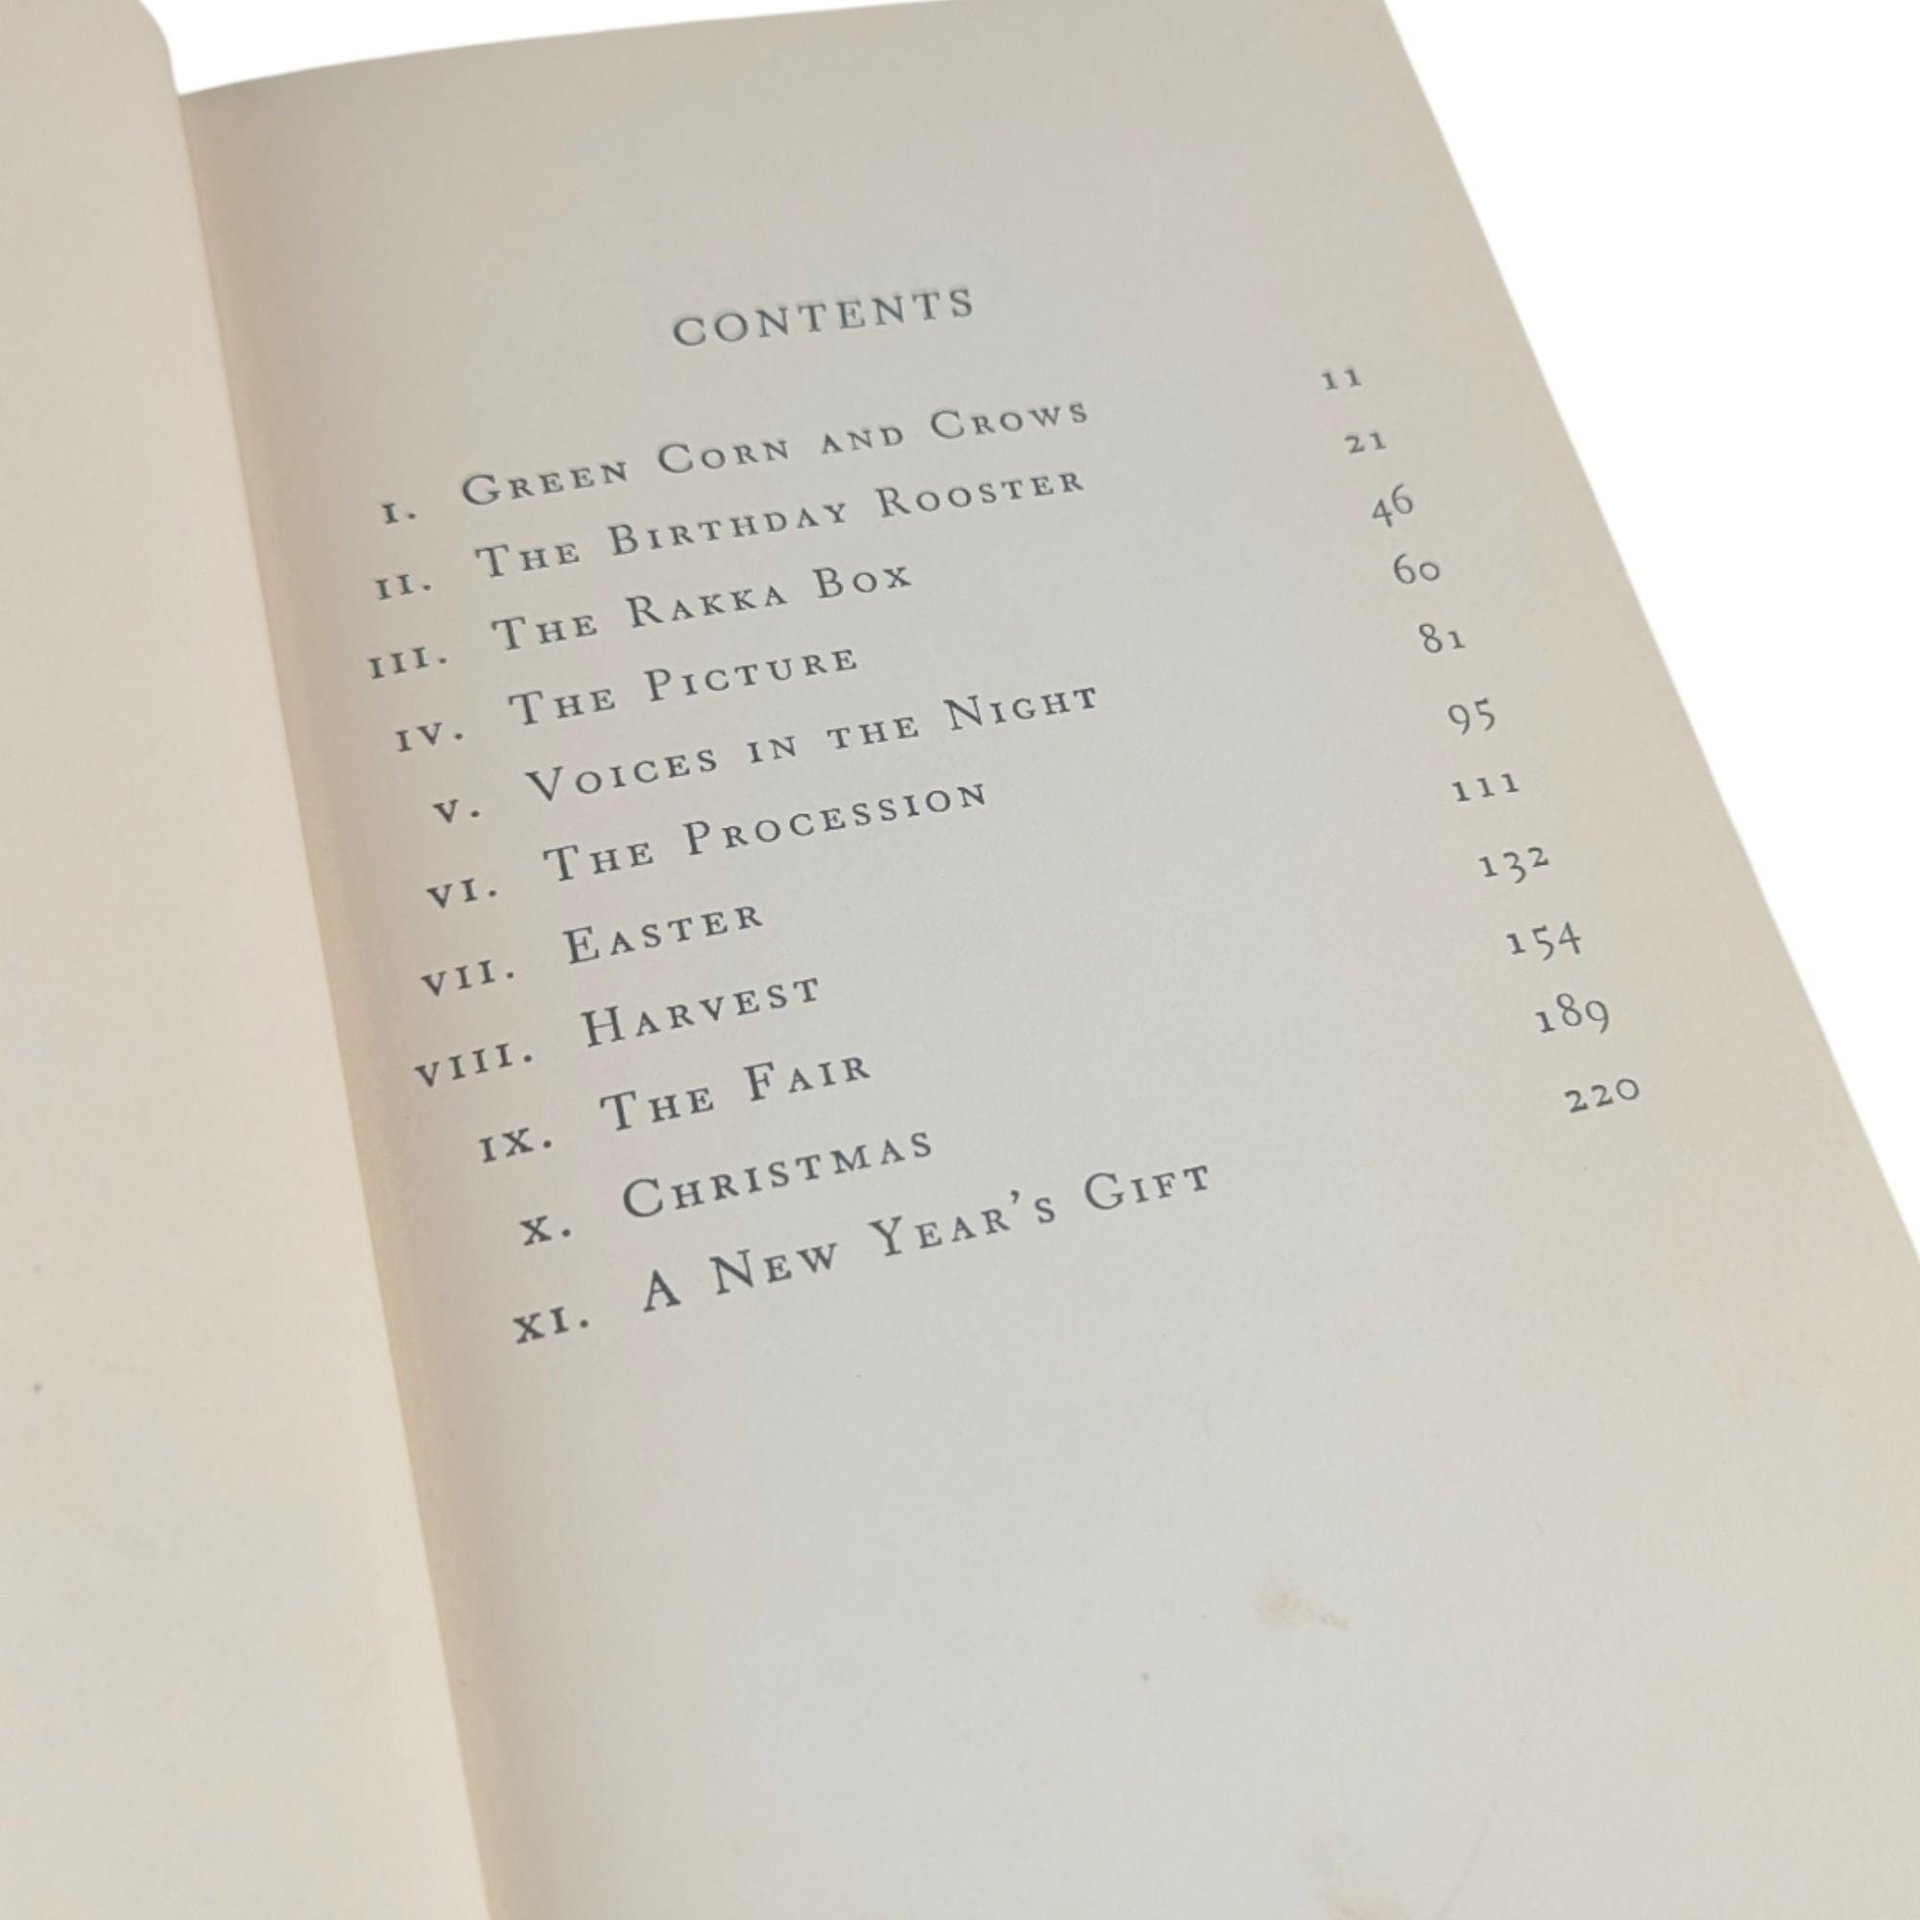 CONTENTS
I. GREEN CORN AND CROWS 11
II. THE BIRTHDAY ROOSTER 21
III. THE RAKKA BOX 46
IV. THE PICTURE 60
V. VOICES IN THE NIGHT 81
VI. THE PROCESSION 95
VII. EASTER 111
VIII. HARVEST 132
IX. THE FAIR 154
X. CHRISTMAS 189
XI. A NEW YEAR'S GIFT 220